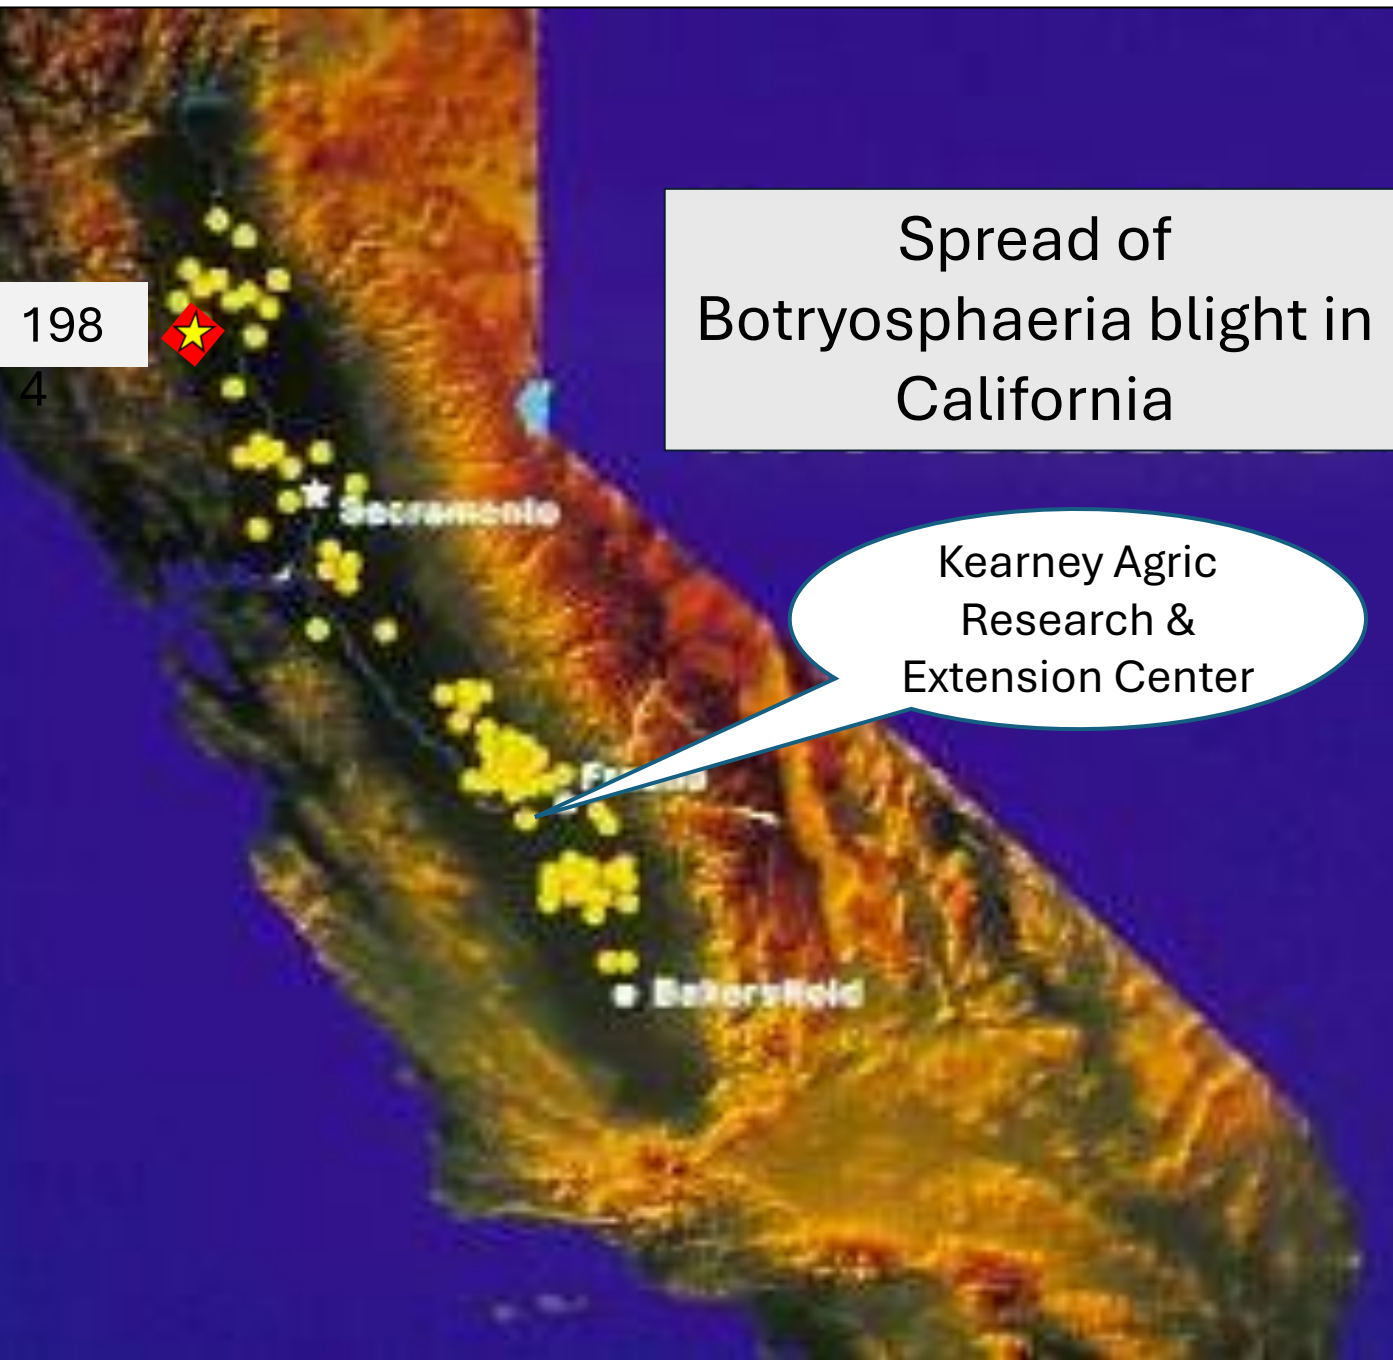 Spread of
Botryosphaeria blight in
California
198
4
Sacramento
Kearney Agric
Research &
Extension Center
Bakersfield